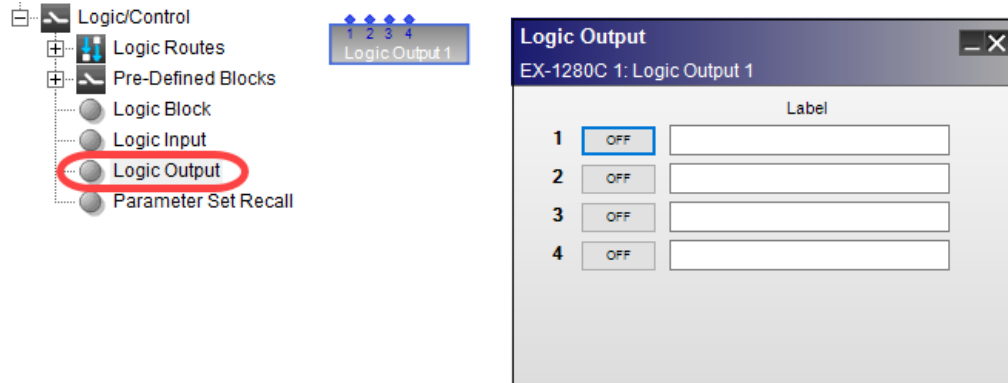 Logic/Control
Logic Routes
Pre-Defined Blocks
Logic Block
Logic Input
Logic Output
Parameter Set Recall
1 2 3 4
Logic Output 1
Logic Output
EX-1280C 1: Logic Output 1
Label
1 OFF
2 OFF
3 OFF
4 OFF